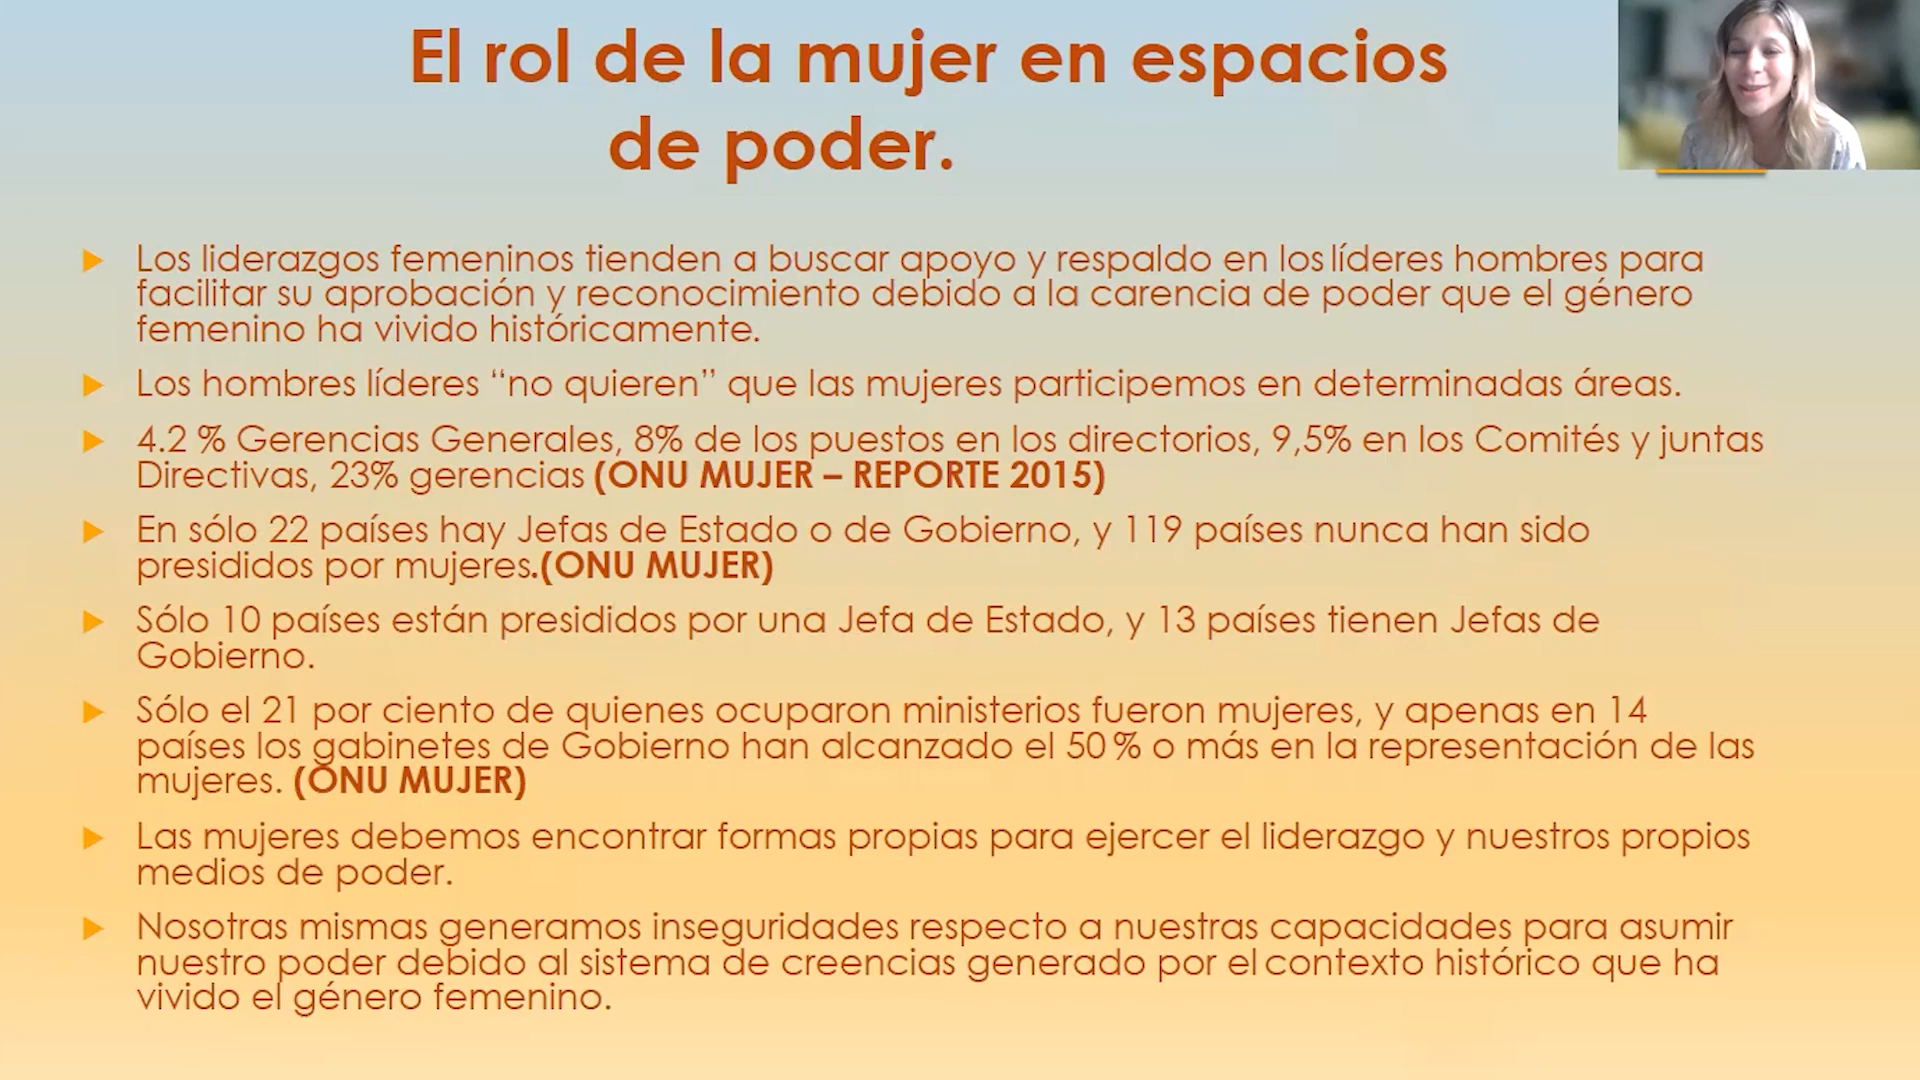 El rol de la mujer en espacios
de poder.
Los liderazgos femeninos tienden a buscar apoyo y respaldo en los líderes hombres para
facilitar su aprobación y reconocimiento debido a la carencia de poder que el género
femenino ha vivido históricamente.
Los hombres líderes “no quieren” que las mujeres participemos en determinadas áreas.
4.2 % Gerencias Generales, 8% de los puestos en los directorios, 9,5% en los Comités y juntas
Directivas, 23% gerencias (ONU MUJER – REPORTE 2015)
En sólo 22 países hay Jefas de Estado o de Gobierno, y 119 países nunca han sido
presididos por mujeres.(ONU MUJER)
Sólo 10 países están presididos por una Jefa de Estado, y 13 países tienen Jefas de
Gobierno.
Sólo el 21 por ciento de quienes ocuparon ministerios fueron mujeres, y apenas en 14
países los gabinetes de Gobierno han alcanzado el 50 % o más en la representación de las
mujeres. (ONU MUJER)
Las mujeres debemos encontrar formas propias para ejercer el liderazgo y nuestros propios
medios de poder.
Nosotras mismas generamos inseguridades respecto a nuestras capacidades para asumir
nuestro poder debido al sistema de creencias generado por el contexto histórico que ha
vivido el género femenino.